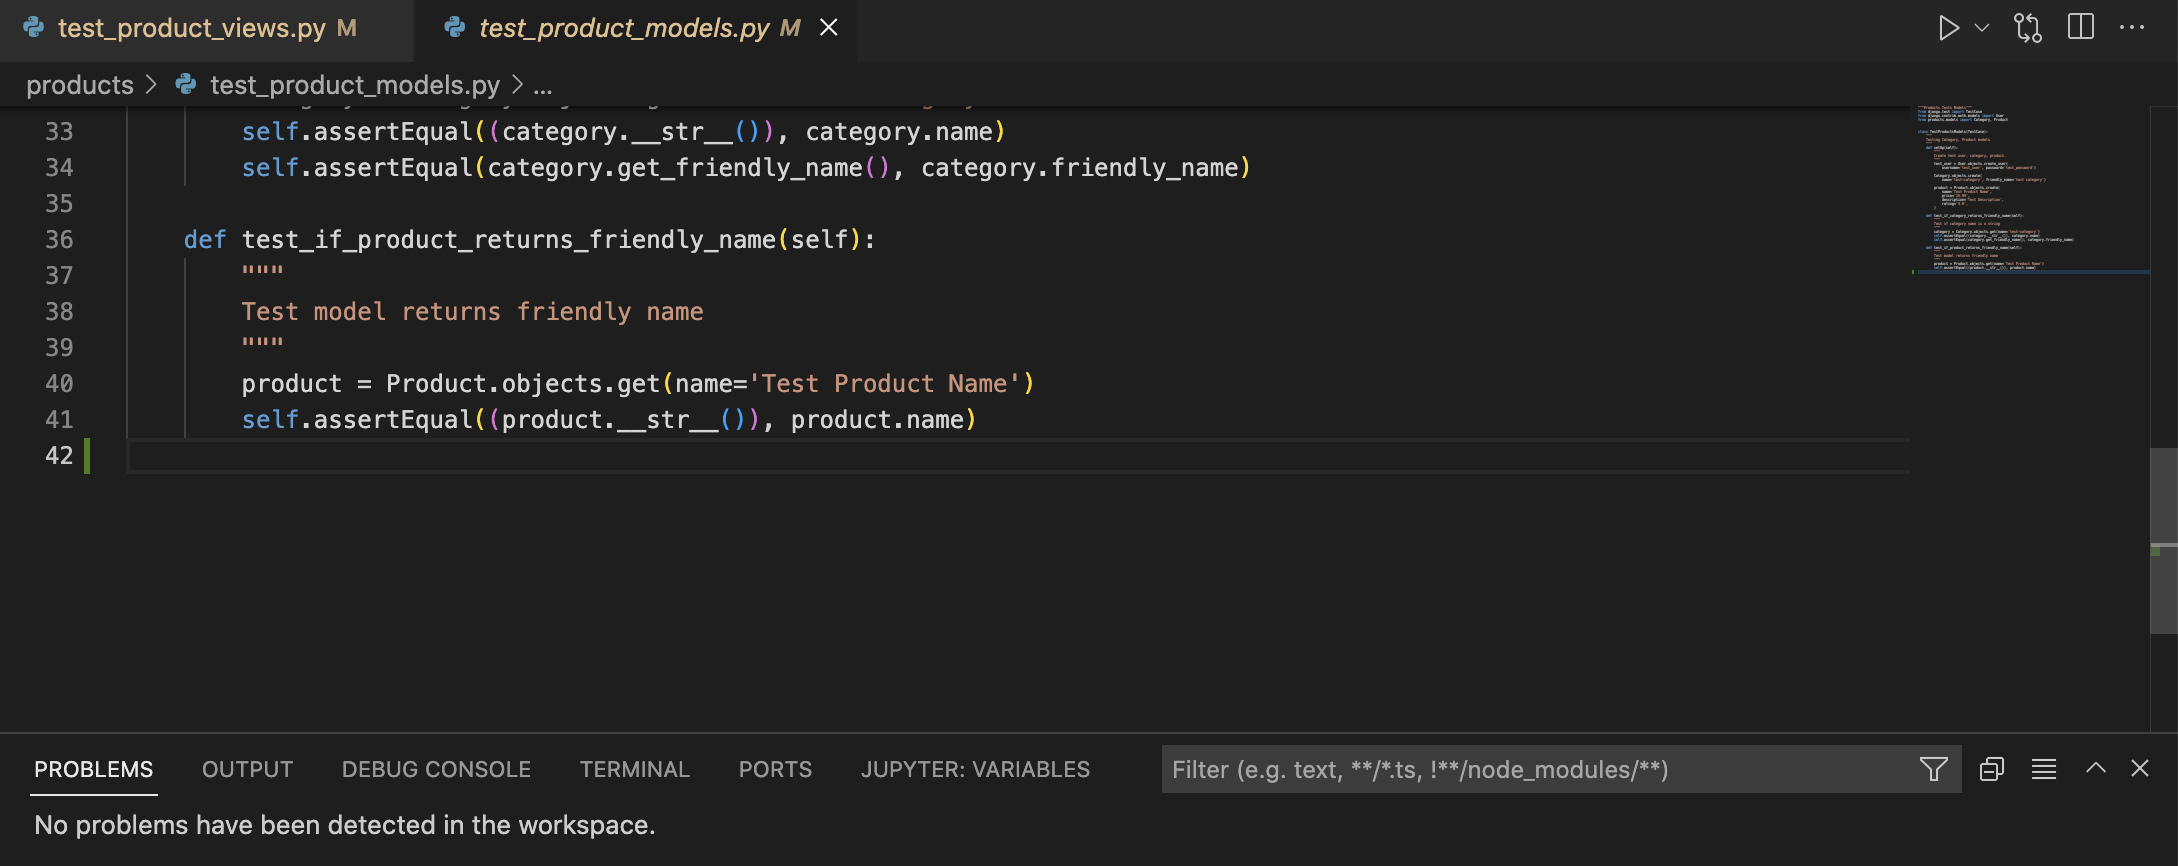 test_product_views.py M
test_product_models.py M
products > test_product_models.py > ...
33 self.assertEqual((category.__str__()), category.name)
34 self.assertEqual(category.get_friendly_name(), category.friendly_name)
35
36 def test_if_product_returns_friendly_name(self):
37 """
38 Test model returns friendly name
39 """
40 product = Product.objects.get(name='Test Product Name')
41 self.assertEqual((product.__str__()), product.name)
42
PROBLEMS OUTPUT DEBUG CONSOLE TERMINAL PORTS JUPYTER: VARIABLES
Filter (e.g. text, **/*.ts, !**/node_modules/**)
No problems have been detected in the workspace.